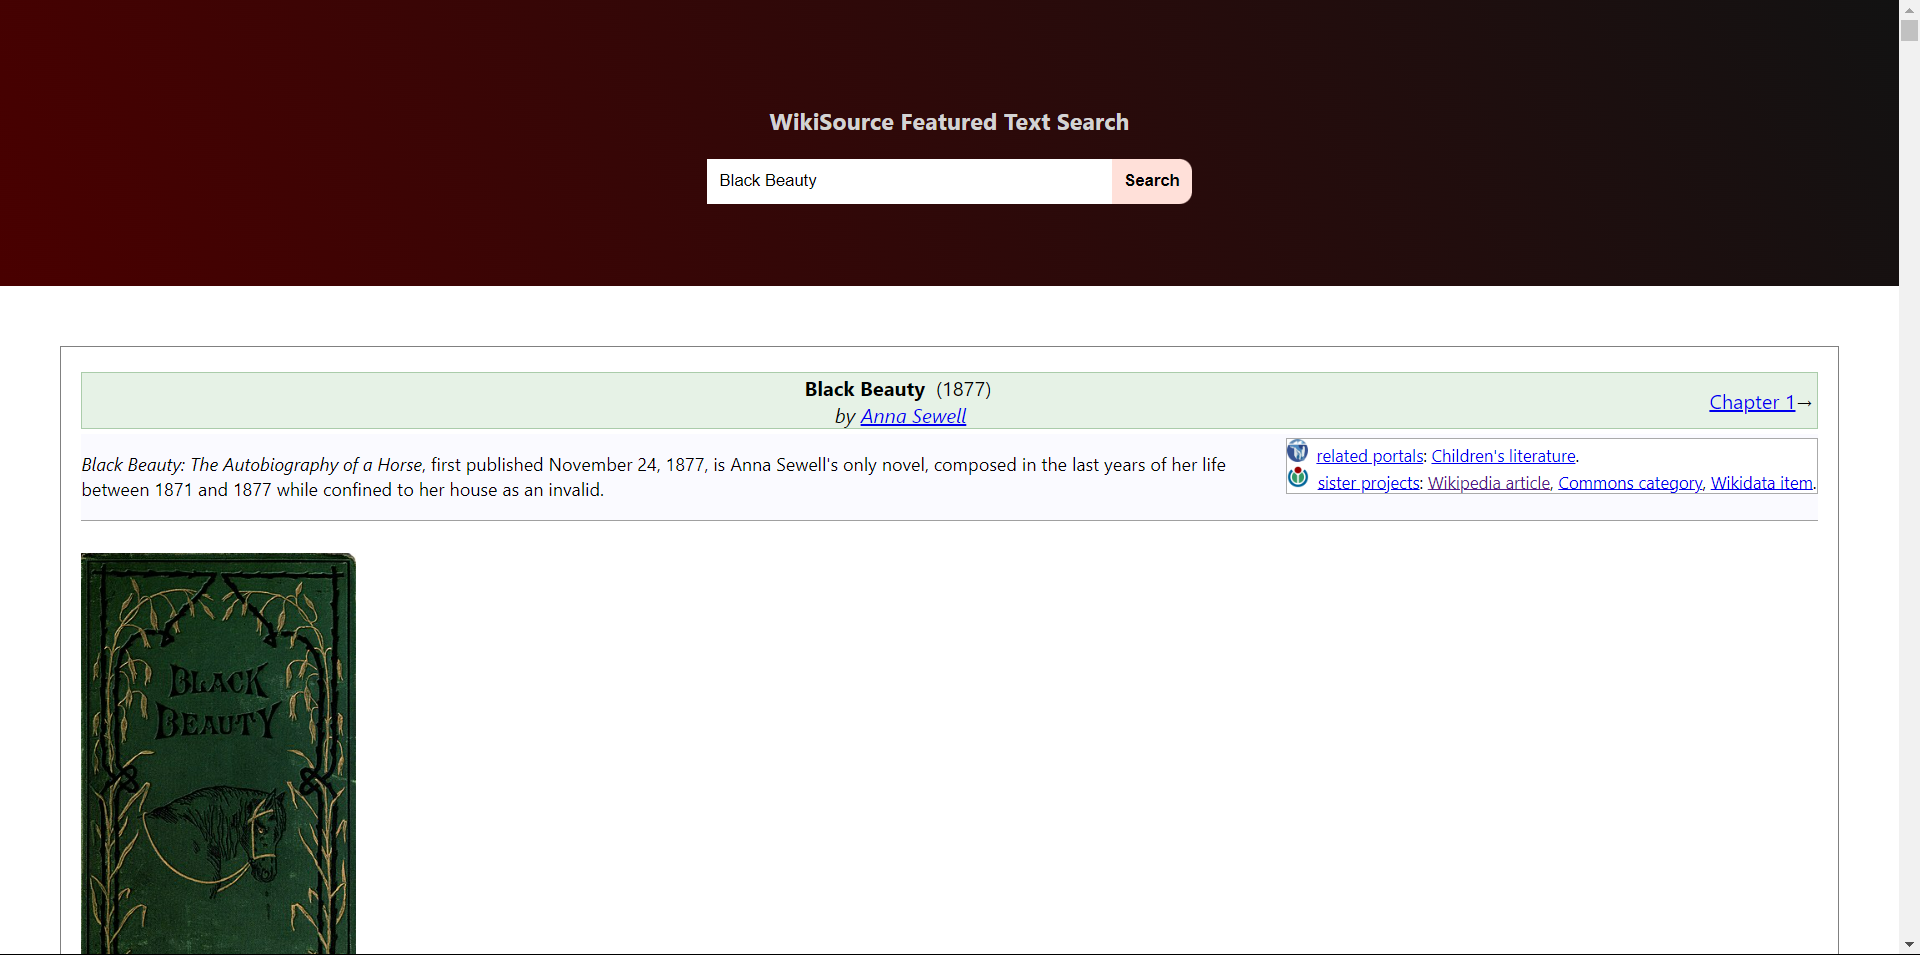 WikiSource Featured Text Search
Black Beauty
Search
Black Beauty (1877)
by Anna Sewell
Chapter 1→
Black Beauty: The Autobiography of a Horse, first published November 24, 1877, is Anna Sewell's only novel, composed in the last years of her life
between 1871 and 1877 while confined to her house as an invalid.
related portals: Children's literature.
sister projects: Wikipedia article, Commons category, Wikidata item.
BLACK
BEAUTY